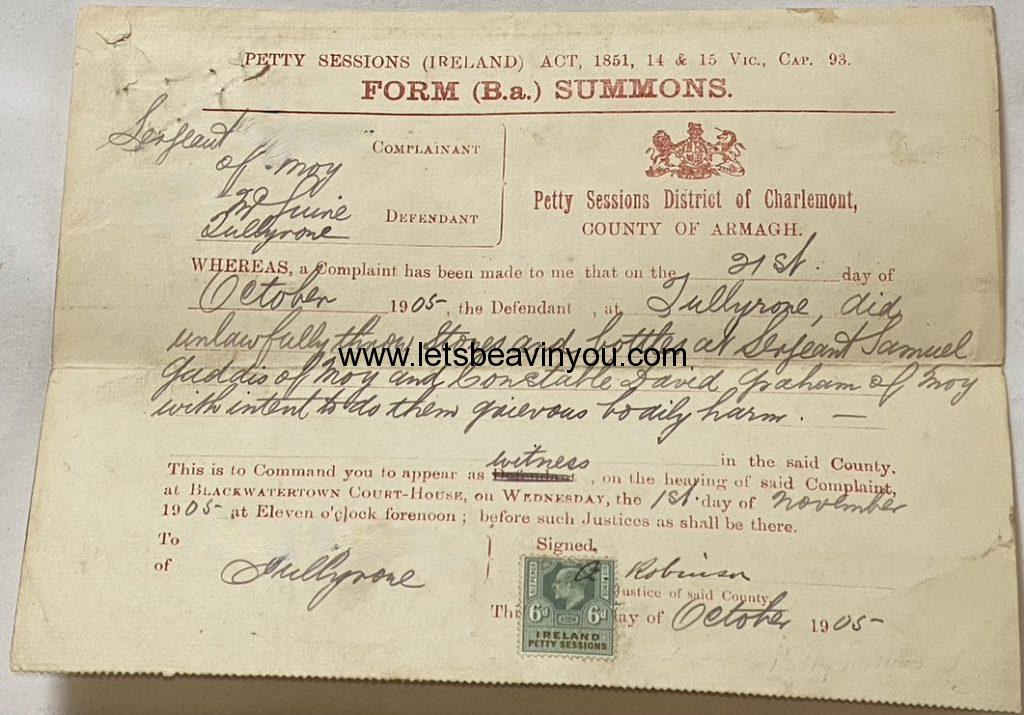 PETTY SESSIONS (IRELAND) ACT, 1851, 14 & 15 VIC., CAP. 93.
FORM (B.a.) SUMMONS.
Sergeant
of Moy
COMPLAINANT
DEFENDANT
Tullyrone
Petty Sessions District of Charlemont,
COUNTY OF ARMAGH.
WHEREAS, a Complaint has been made to me that on the 21st. day of
October 1905, the Defendant , at Tullyrone, did
unlawfully throw stones and bottles at Sergeant Samuel
www.letsbeavinyou.com
Gaddis of Moy and Constable David Graham of Moy
with intent to do them grievous bodily harm. —
witness in the said County.
This is to Command you to appear as Defendant , on the hearing of said Complaint,
at BLACKWATERTOWN COURT-HOUSE, on WEDNESDAY, the 1st. day of November
1905 at Eleven o'clock forenoon ; before such Justices as shall be there.
To
of Tullyrone
Signed,
A Robinson
Justice of said County
This day of October 1905
6d 6d
IRELAND
PETTY SESSIONS